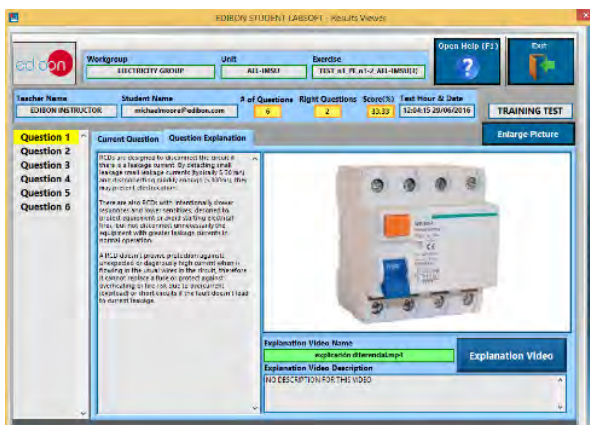 EDIBON STUDENT LABSOFT - Results Viewer
edibon
Workgroup
Unit
Exercise
ELECTRICITY GROUP
AEL-IMSU
Open Help (F1)
Exit
Teacher Name
Student Name
# of Questions
Right Questions
Score(%)
Test Hour & Date
EDIBON INSTRUCTOR
michaelmoore@edibon.com
6
2
33.33
12:04:15 28/06/2016
TRAINING TEST
Question 1
Question 2
Question 3
Question 4
Question 5
Question 6
Current Question
Question Explanation
Enlarge Picture
RCDs are designed to disconnect the circuit if
there is a leakage current. By detecting small
leakage currents (typically 5-30 mA)
and disconnecting quickly enough (< 300ms), they
may prevent electrocution.
There are also RCDs with intentionally slower
responses and lower sensitivities, designed to
protect equipment or avoid starting electrical
fires, but not disconnect unnecessarily the
equipment with greater leakage currents in
normal operation.
A RCD doesn't provide protection against
unexpected or dagerously high current when is
flowing in the usual wires in the circuit, therefore
it cannot replace a fuse or protect against
overheating or fire risk due to overcurrent
(overload) or short circuits if the fault doesn't lead
to current leakage.
Explanation Video Name
explicación diferencial.mp4
Explanation Video
Explanation Video Description
NO DESCRIPTION FOR THIS VIDEO